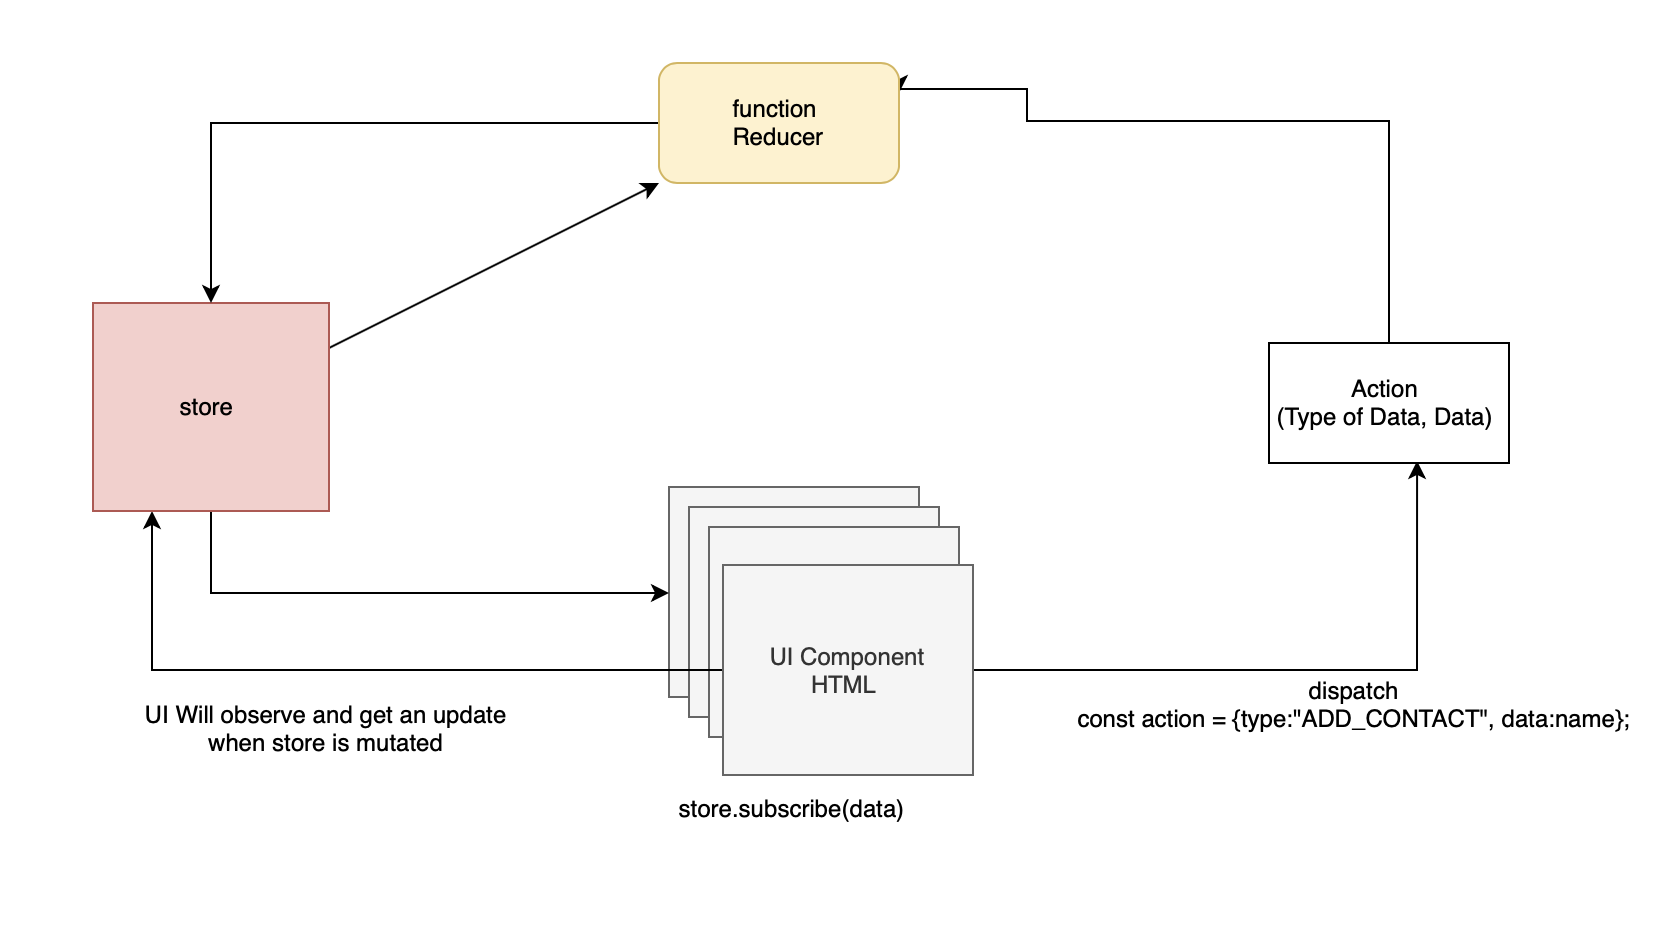 function
Reducer
store
Action
(Type of Data, Data)
UI Component
HTML
UI Will observe and get an update
when store is mutated
dispatch
const action = {type:"ADD_CONTACT", data:name};
store.subscribe(data)